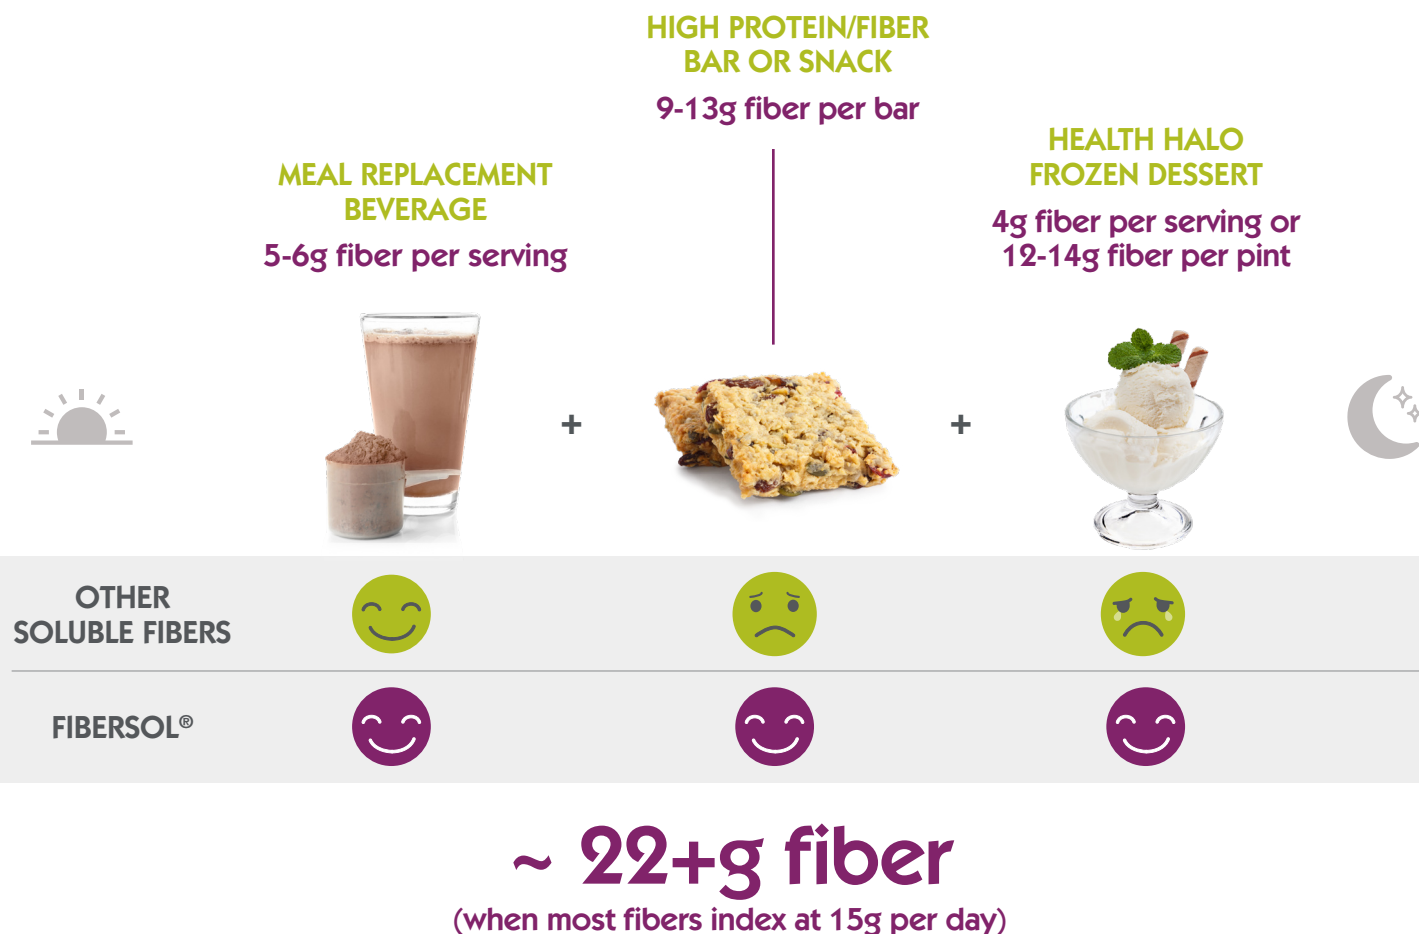 HIGH PROTEIN/FIBER
BAR OR SNACK
9-13g fiber per bar
HEALTH HALO
FROZEN DESSERT
4g fiber per serving or
12-14g fiber per pint
MEAL REPLACEMENT
BEVERAGE
5-6g fiber per serving
+
+
OTHER
SOLUBLE FIBERS
FIBERSOL®
~ 22+g fiber
(when most fibers index at 15g per day)